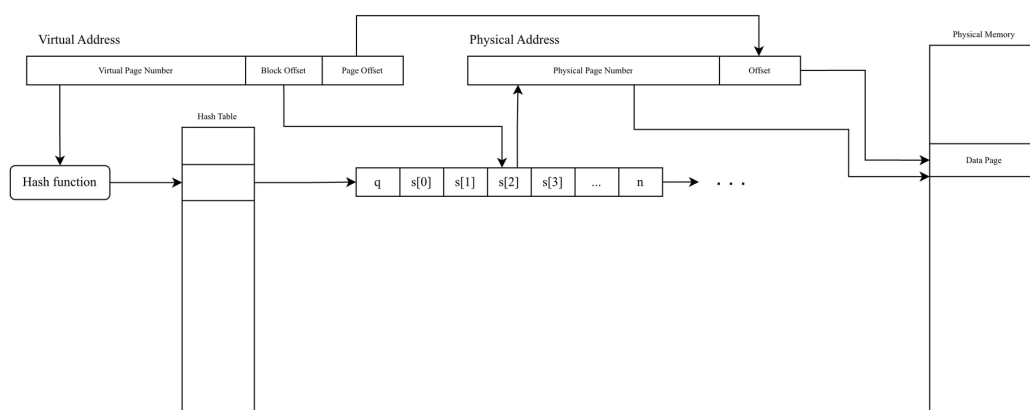 Virtual Address
Physical Address
Physical Memory
Virtual Page Number
Block Offset
Page Offset
Physical Page Number
Offset
Hash Table
Data Page
Hash function
q
s[0]
s[1]
s[2]
s[3]
...
n
. . .